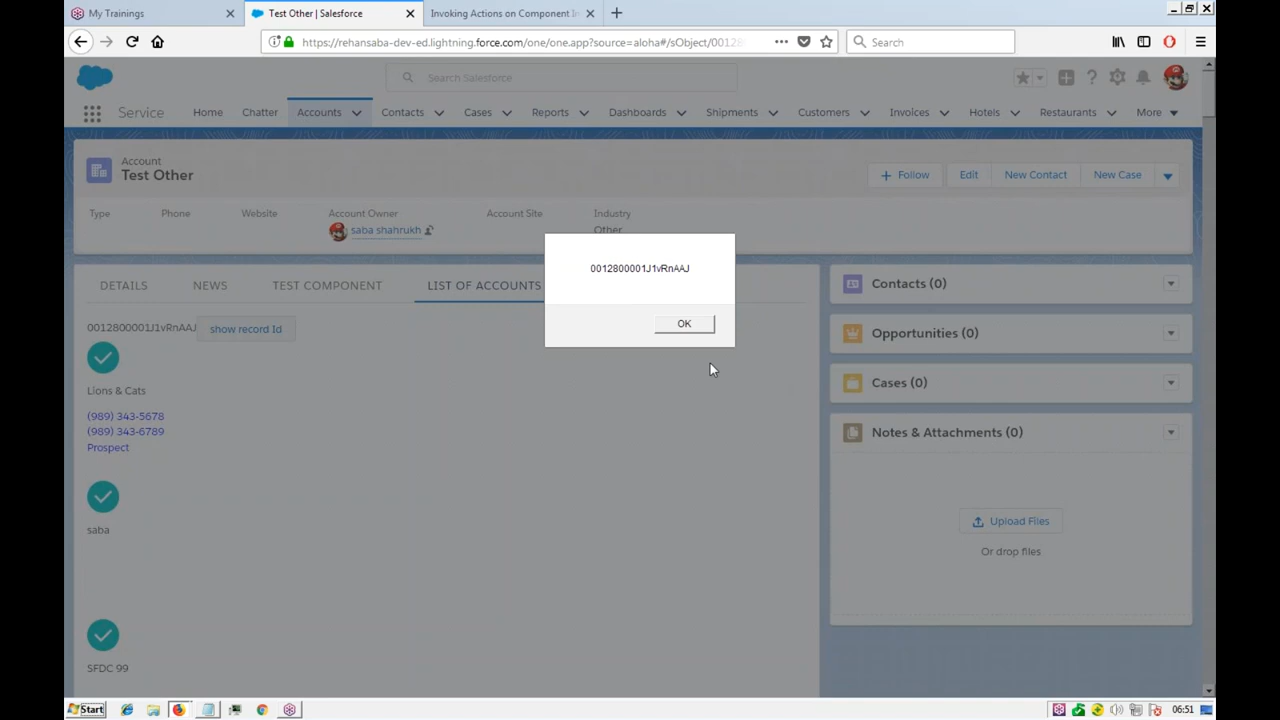 My Trainings
Test Other | Salesforce
Invoking Actions on Component In
https://rehansaba-dev-ed.lightning.force.com/one/one.app?source=aloha#/sObject/00128
Search
Search Salesforce
Service
Home
Chatter
Accounts
Contacts
Cases
Reports
Dashboards
Shipments
Customers
Invoices
Hotels
Restaurants
More
Account
Test Other
Follow
Edit
New Contact
New Case
Type
Phone
Website
Account Owner
Account Site
Industry
saba shahrukh
Other
0012800001J1vRnAAJ
OK
DETAILS
NEWS
TEST COMPONENT
LIST OF ACCOUNTS
0012800001J1vRnAAJ
show record Id
Lions & Cats
(989) 343-5678
(989) 343-6789
Prospect
saba
SFDC 99
Contacts (0)
Opportunities (0)
Cases (0)
Notes & Attachments (0)
Upload Files
Or drop files
Start
06:51